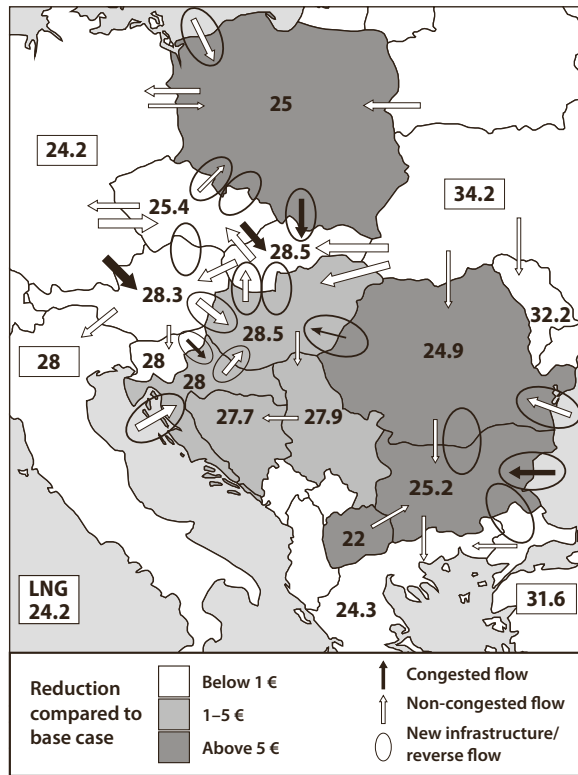 25
24.2
25.4
34.2
28.5
28.3
32.2
28.5
24.9
28
28
28
27.7
27.9
25.2
22
LNG
24.2
24.3
31.6
Reduction
compared to
base case
Below 1 €
1–5 €
Above 5 €
Congested flow
Non-congested flow
New infrastructure/
reverse flow